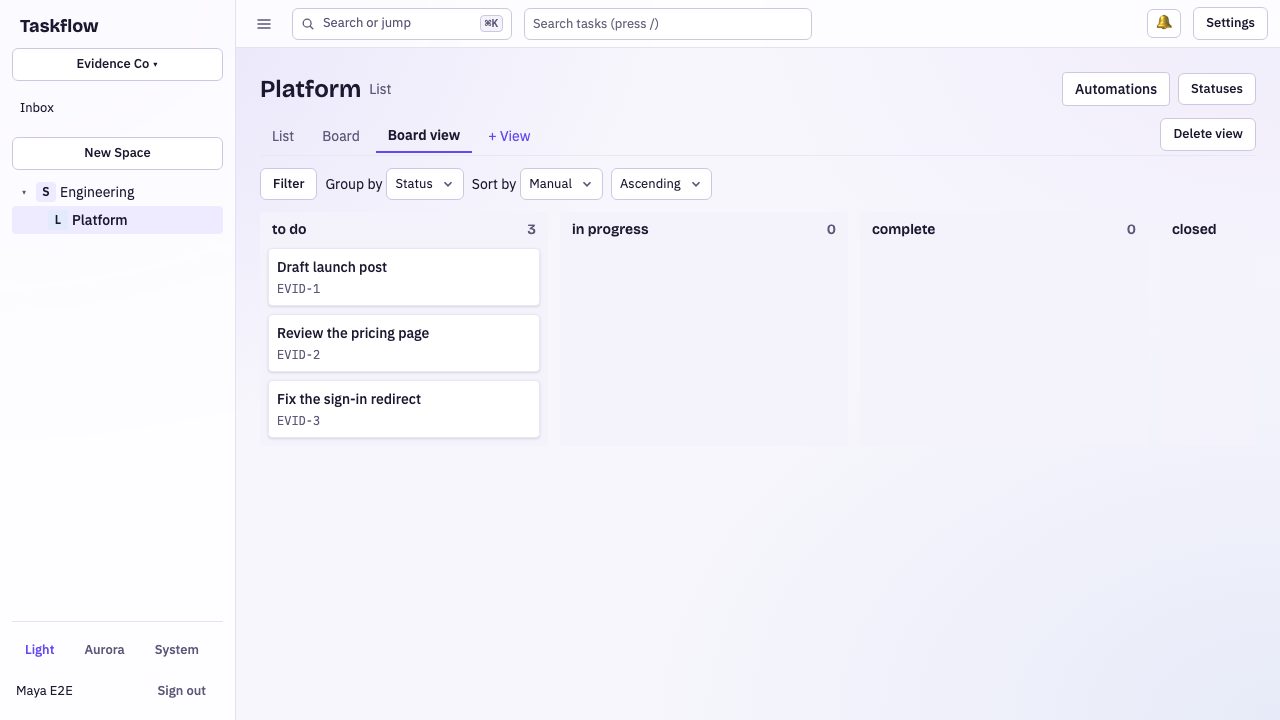 Taskflow
Evidence Co ▾
Inbox
New Space
▾ S Engineering
L Platform
Light Aurora System
Maya E2E Sign out
Search or jump ⌘K
Search tasks (press /)
Settings
Platform List
Automations Statuses
List Board Board view + View
Delete view
Filter Group by Status Sort by Manual Ascending
to do 3
Draft launch post
EVID-1
Review the pricing page
EVID-2
Fix the sign-in redirect
EVID-3
in progress 0
complete 0
closed